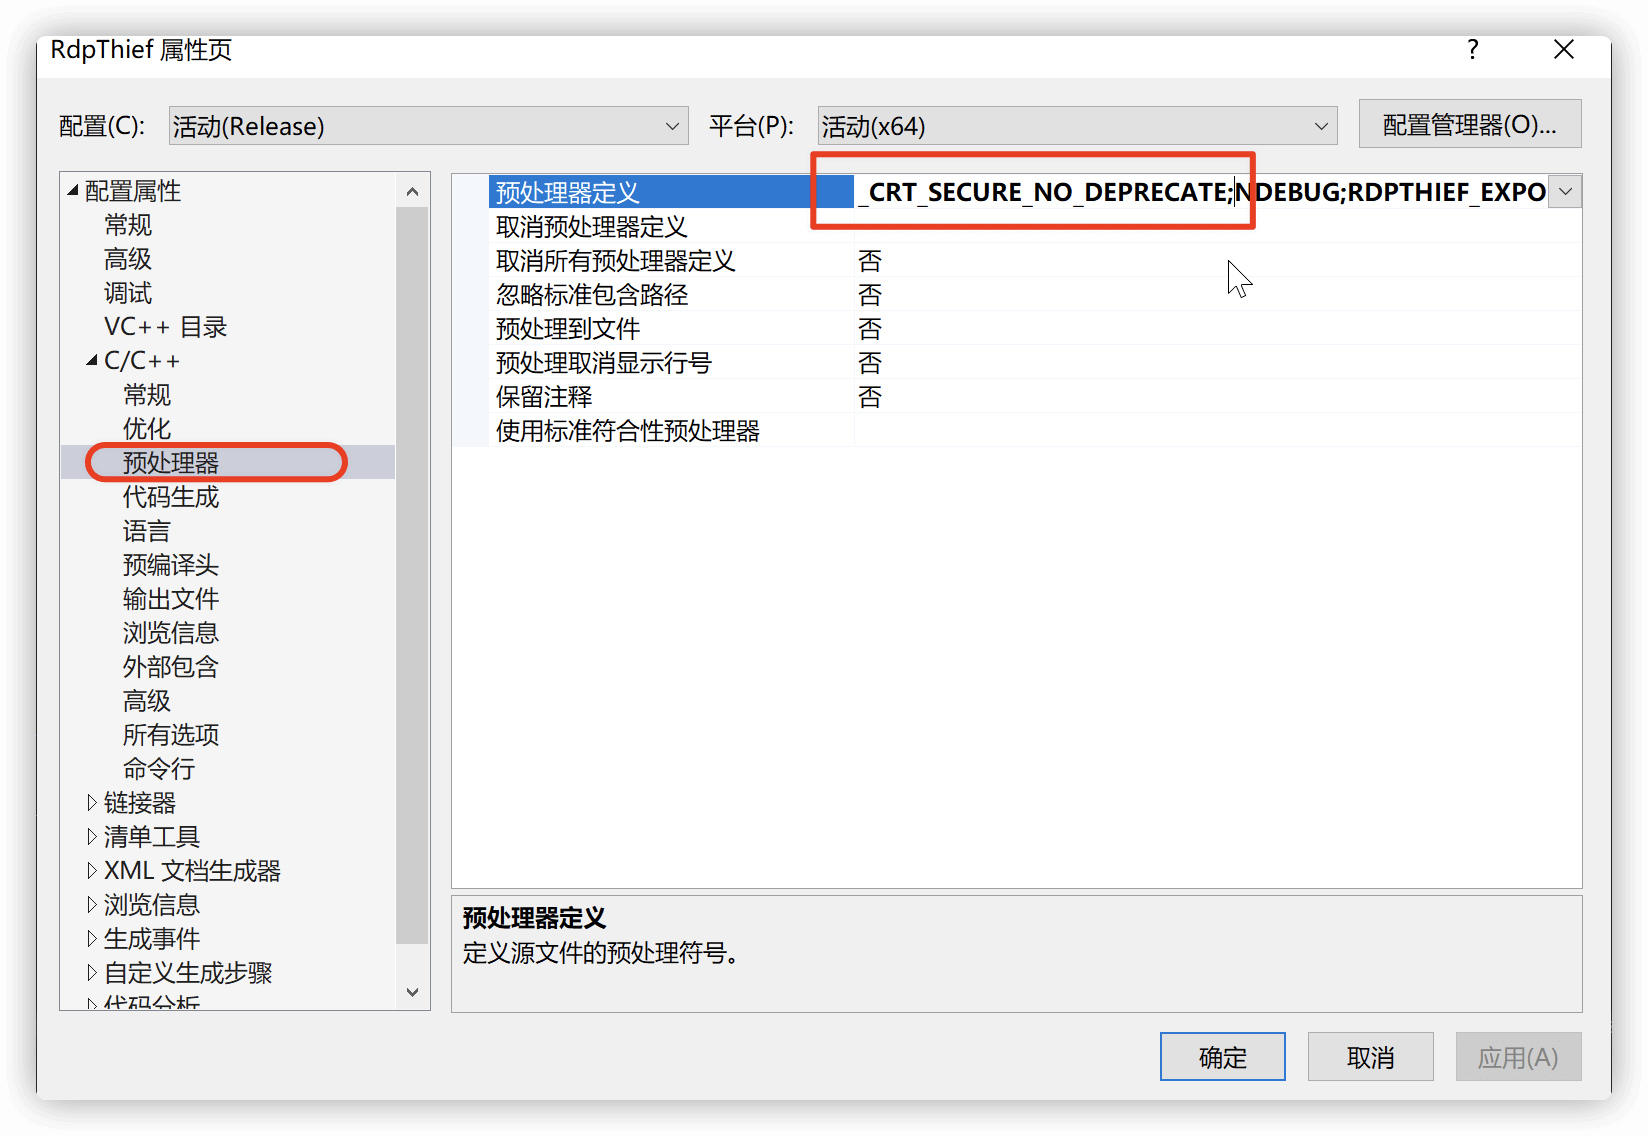 RdpThief 属性页
?
配置(C): 活动(Release) 平台(P): 活动(x64) 配置管理器(O)...
配置属性
常规
高级
调试
VC++ 目录
C/C++
常规
优化
预处理器
代码生成
语言
预编译头
输出文件
浏览信息
外部包含
高级
所有选项
命令行
链接器
清单工具
XML 文档生成器
浏览信息
生成事件
自定义生成步骤
代码分析
预处理器定义 _CRT_SECURE_NO_DEPRECATE;NDEBUG;RDPTHIEF_EXPO
取消预处理器定义
取消所有预处理器定义 否
忽略标准包含路径 否
预处理到文件 否
预处理取消显示行号 否
保留注释 否
使用标准符合性预处理器
预处理器定义
定义源文件的预处理符号。
确定 取消 应用(A)